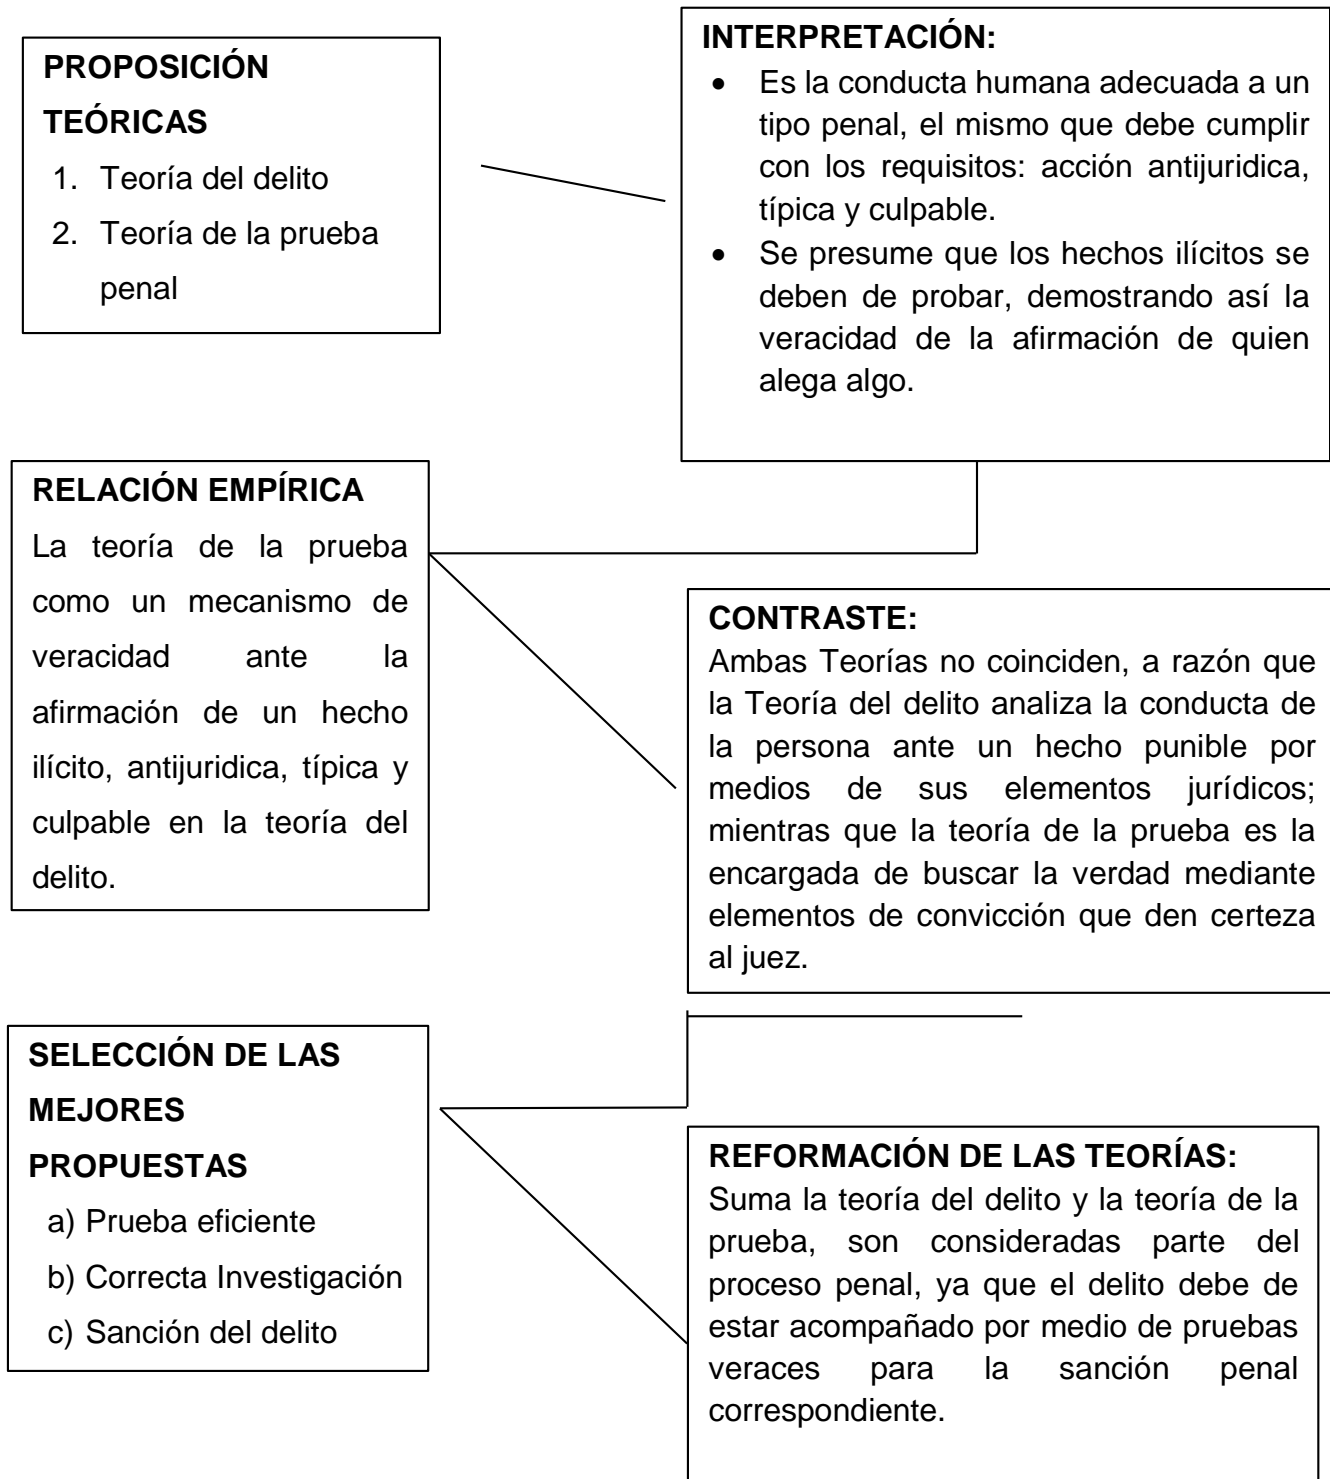 PROPOSICIÓN
TEÓRICAS
1. Teoría del delito
2. Teoría de la prueba
penal
INTERPRETACIÓN:
• Es la conducta humana adecuada a un
tipo penal, el mismo que debe cumplir
con los requisitos: acción antijuridica,
típica y culpable.
• Se presume que los hechos ilícitos se
deben de probar, demostrando así la
veracidad de la afirmación de quien
alega algo.
RELACIÓN EMPÍRICA
La teoría de la prueba
como un mecanismo de
veracidad ante la
afirmación de un hecho
ilícito, antijuridica, típica y
culpable en la teoría del
delito.
CONTRASTE:
Ambas Teorías no coinciden, a razón que
la Teoría del delito analiza la conducta de
la persona ante un hecho punible por
medios de sus elementos jurídicos;
mientras que la teoría de la prueba es la
encargada de buscar la verdad mediante
elementos de convicción que den certeza
al juez.
SELECCIÓN DE LAS
MEJORES
PROPUESTAS
a) Prueba eficiente
b) Correcta Investigación
c) Sanción del delito
REFORMACIÓN DE LAS TEORÍAS:
Suma la teoría del delito y la teoría de la
prueba, son consideradas parte del
proceso penal, ya que el delito debe de
estar acompañado por medio de pruebas
veraces para la sanción penal
correspondiente.